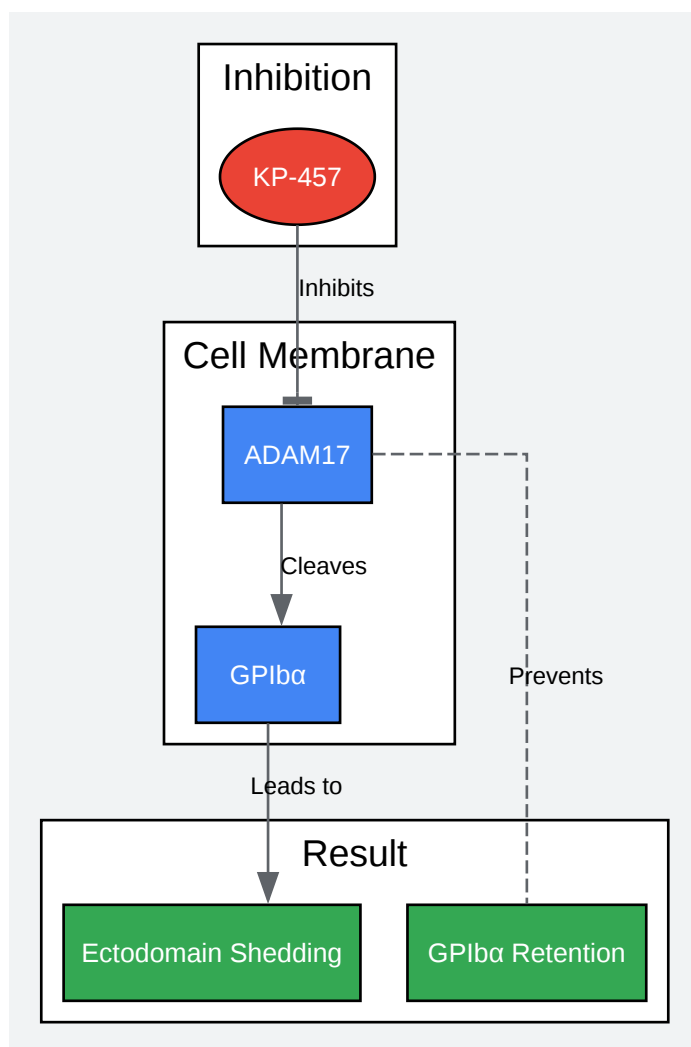 Inhibition
KP-457
Inhibits
Cell Membrane
ADAM17
Cleaves
GPIbα
Prevents
Leads to
Result
Ectodomain Shedding
GPIbα Retention